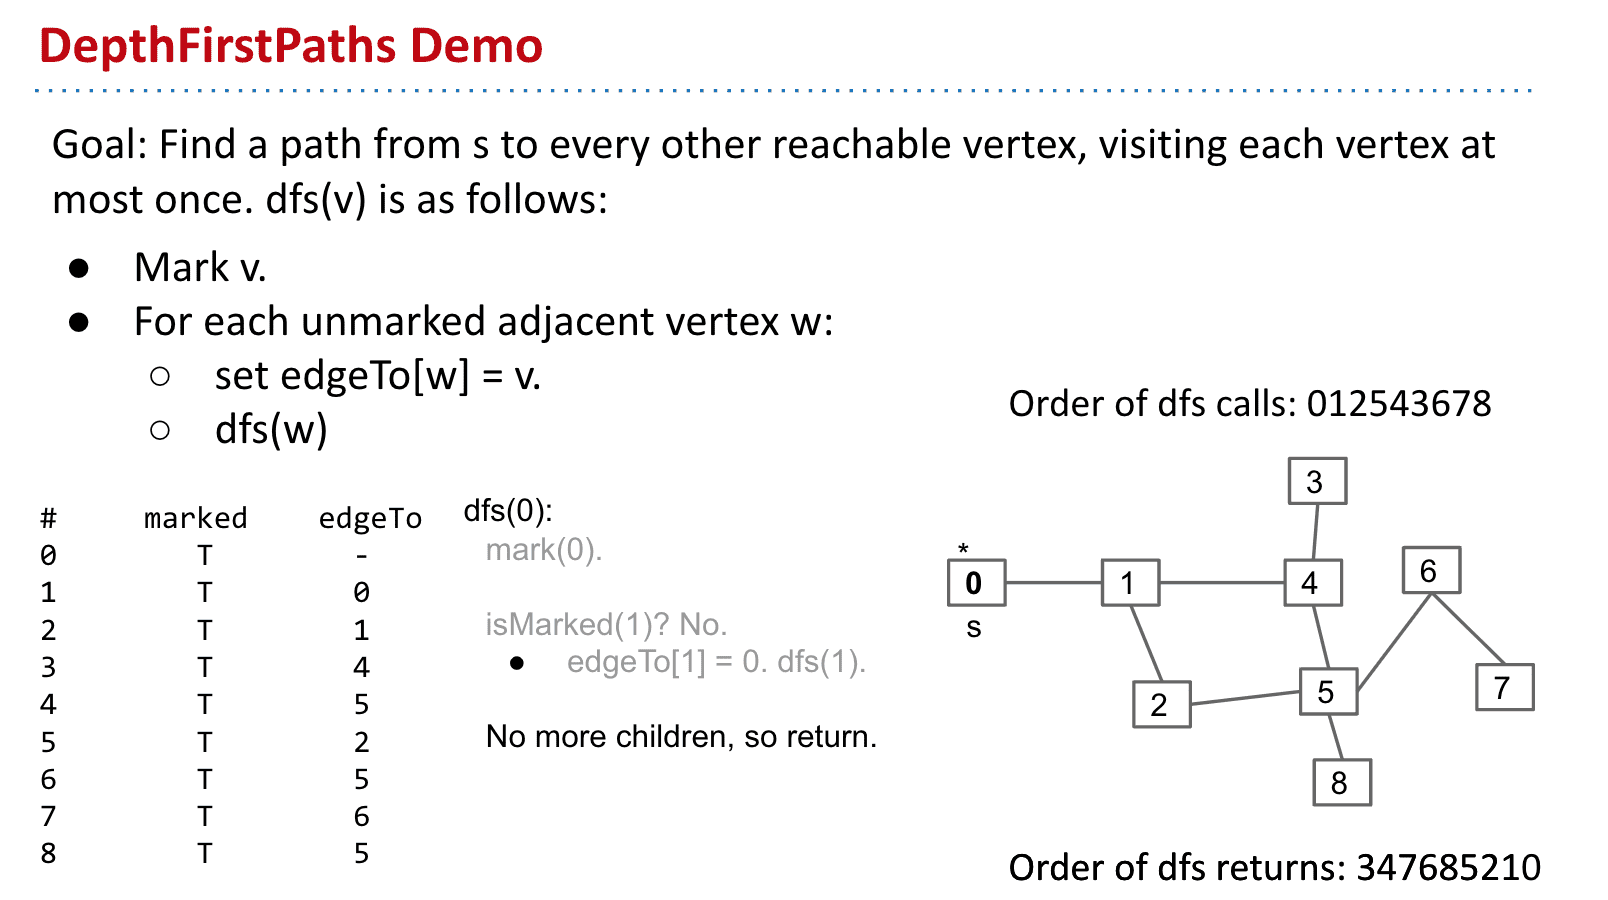 DepthFirstPaths Demo
Goal: Find a path from s to every other reachable vertex, visiting each vertex at
most once. dfs(v) is as follows:
● Mark v.
● For each unmarked adjacent vertex w:
○ set edgeTo[w] = v.
○ dfs(w)
# marked edgeTo
0 T -
1 T 0
2 T 1
3 T 4
4 T 5
5 T 2
6 T 5
7 T 6
8 T 5
dfs(0):
mark(0).
isMarked(1)? No.
● edgeTo[1] = 0. dfs(1).
No more children, so return.
Order of dfs calls: 012543678
3
*
0
s
1
4
6
2
5
7
8
Order of dfs returns: 347685210